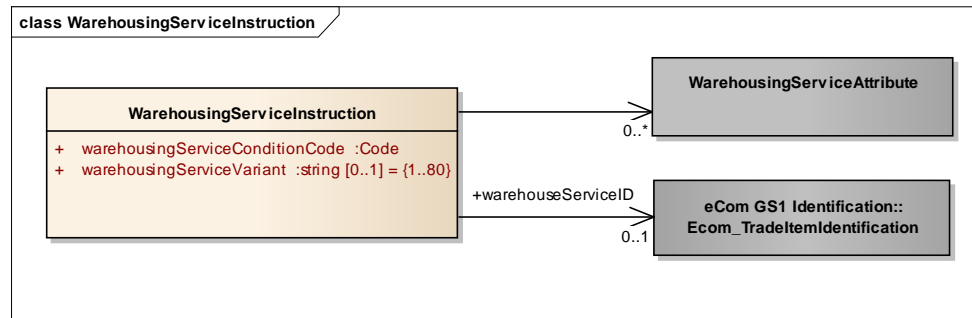 class WarehousingServiceInstruction
WarehousingServiceInstruction
+ warehousingServiceConditionCode :Code
+ warehousingServiceVariant :string [0..1] = {1..80}
WarehousingServiceAttribute
0..*
+warehouseServiceID
0..1
eCom GS1 Identification::
Ecom_TradeItemIdentification